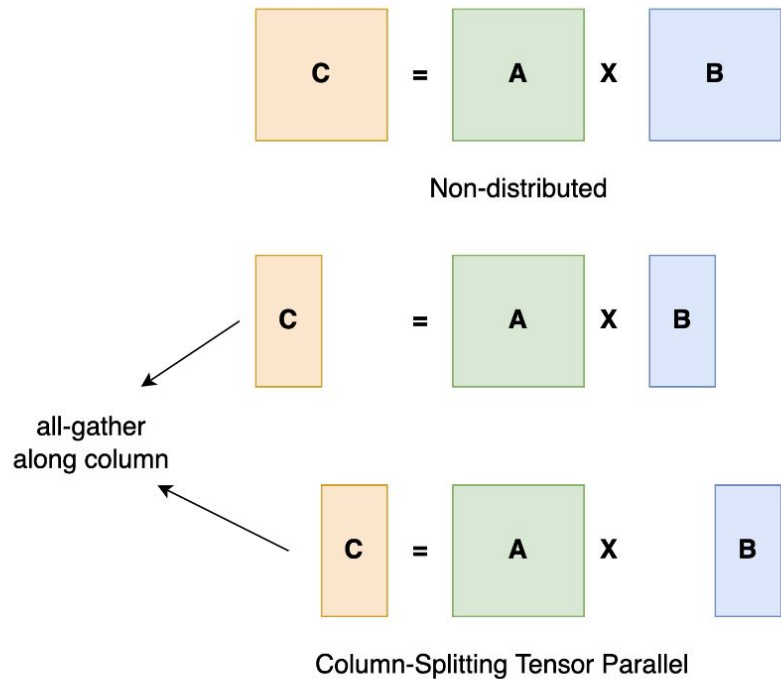 C = A X B
Non-distributed
C = A X B
all-gather
along column
C = A X B
Column-Splitting Tensor Parallel